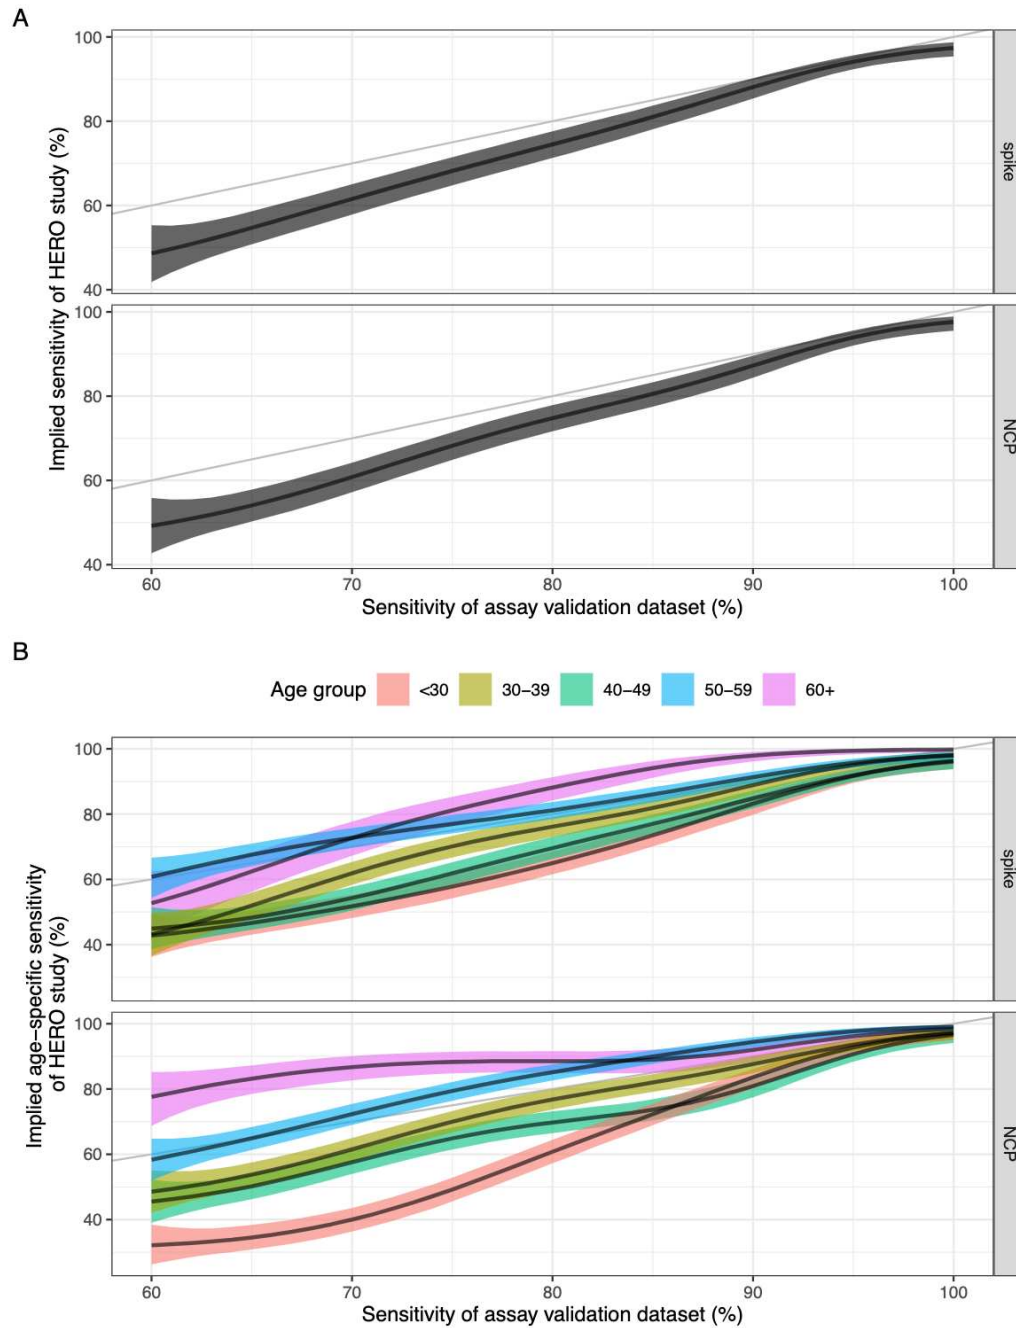 A
Implied sensitivity of HERO study (%)
100
80
60
40
spike
100
80
60
40
NCP
60 70 80 90 100
Sensitivity of assay validation dataset (%)
B
Age group <30 30−39 40−49 50−59 60+
Implied age−specific sensitivity
of HERO study (%)
100
80
60
40
spike
100
80
60
40
NCP
60 70 80 90 100
Sensitivity of assay validation dataset (%)